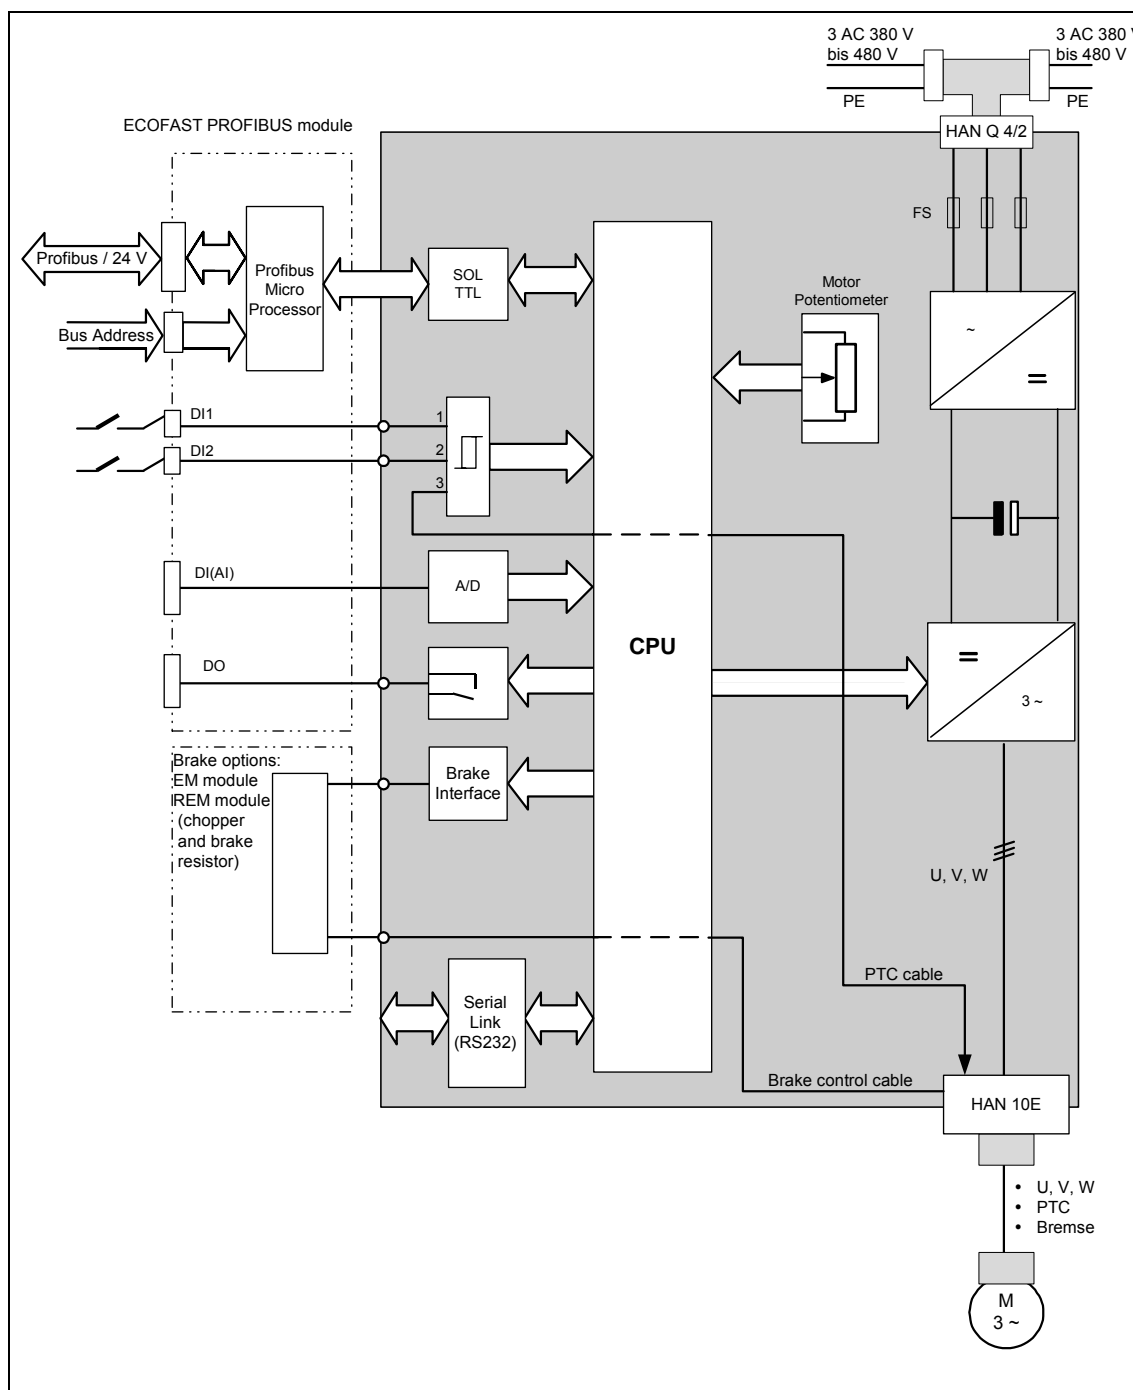 3 AC 380 V
bis 480 V
PE
3 AC 380 V
bis 480 V
PE
HAN Q 4/2
ECOFAST PROFIBUS module
FS
Profibus / 24 V
Profibus
Micro
Processor
SOL
TTL
Motor
Potentiometer
~
=
Bus Address
DI1
1
DI2
2
3
DI(AI)
A/D
CPU
DO
=
3 ~
Brake options:
EM module
REM module
(chopper
and brake
resistor)
Brake
Interface
U, V, W
PTC cable
Serial
Link
(RS232)
Brake control cable
HAN 10E
• U, V, W
• PTC
• Bremse
M
3 ~